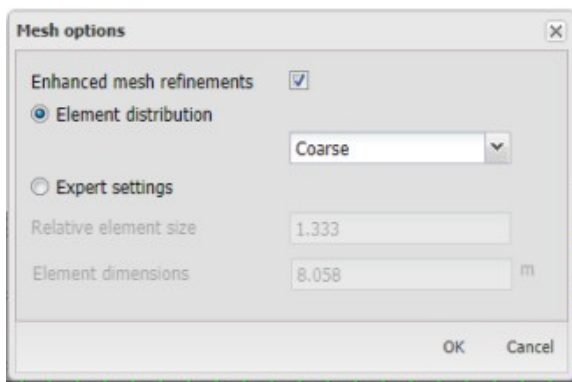 Mesh options
Enhanced mesh refinements
Element distribution
Coarse
Expert settings
Relative element size 1.333
Element dimensions 8.058 m
OK Cancel